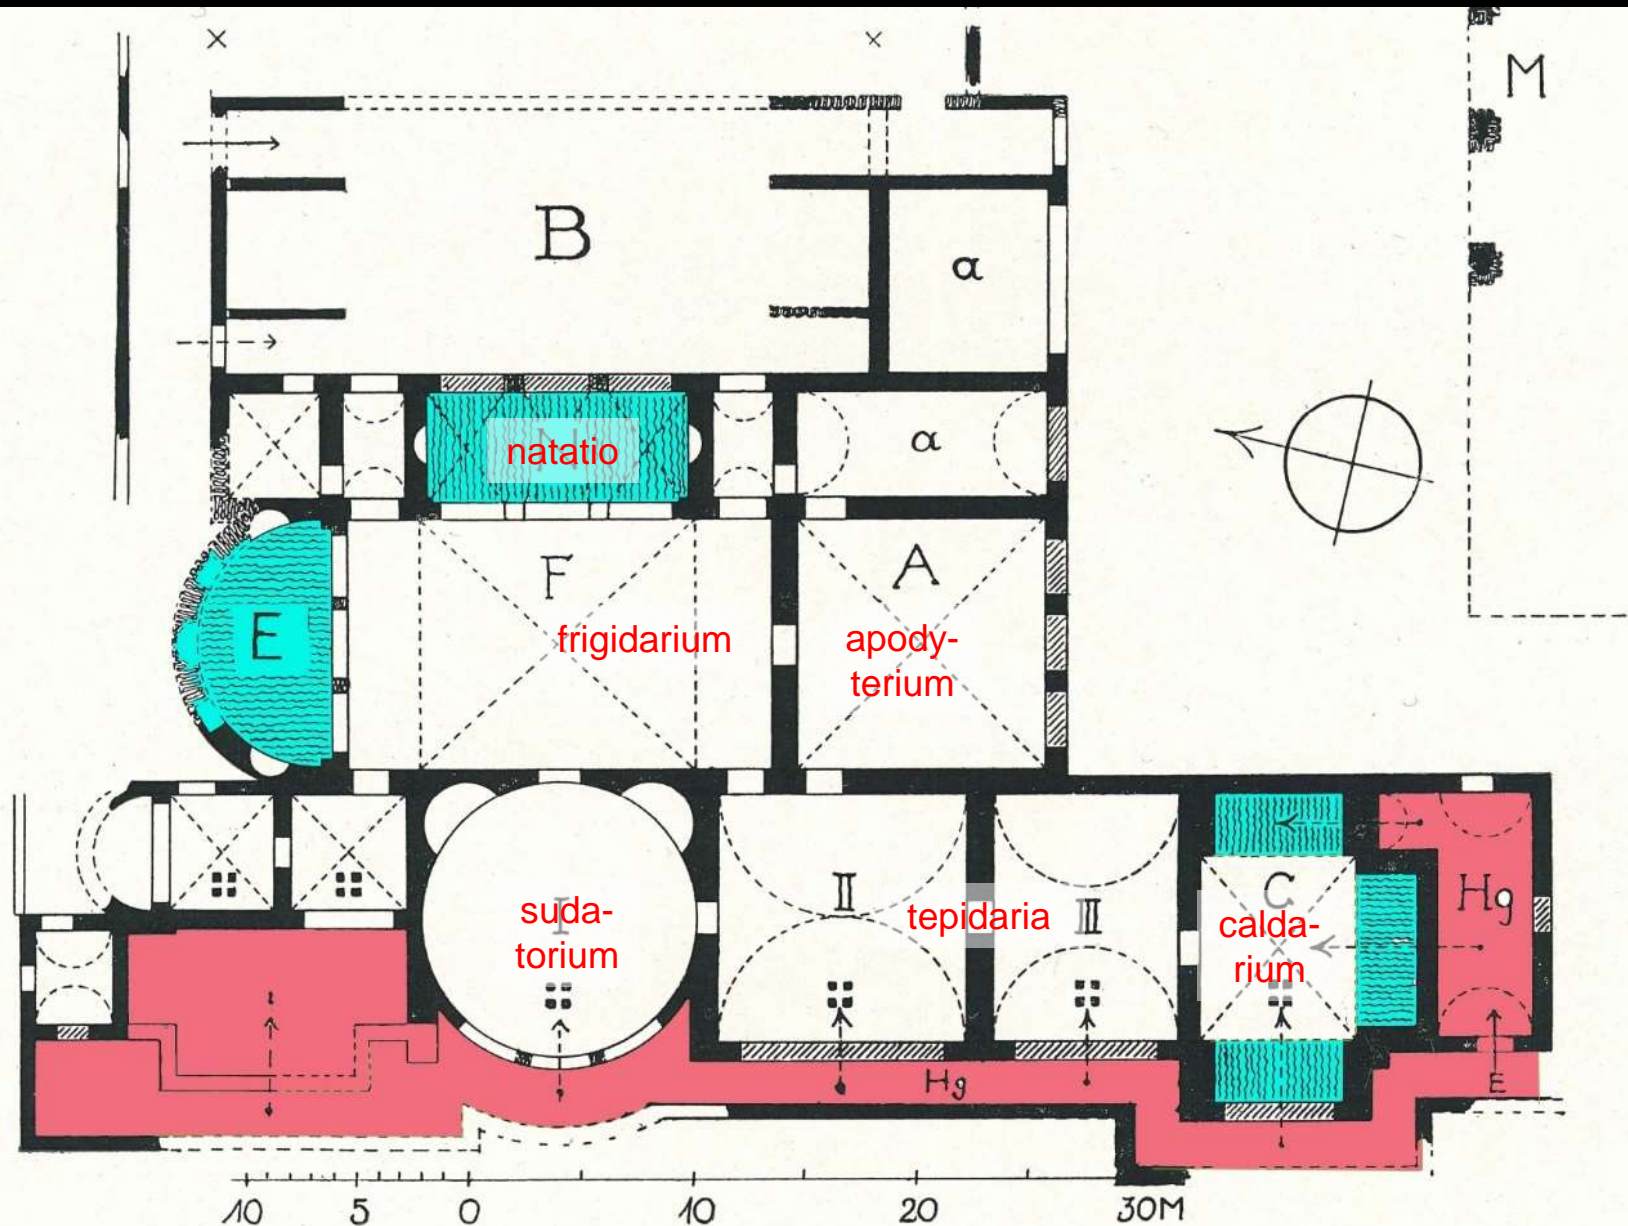 M
B
α
natatio
α
E
F
A
frigidarium
apody-
terium
II
III
C
Hg
I
suda-
torium
tepidaria
calda-
rium
Hg
E
10 5 0 10 20 30M